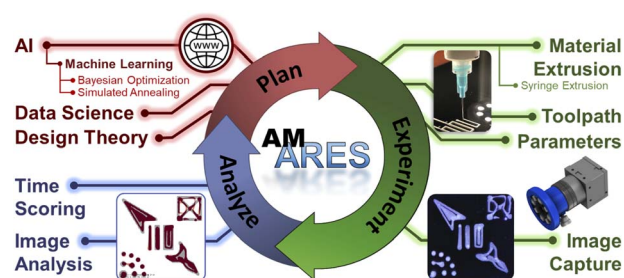 AI
Machine Learning
Bayesian Optimization
Simulated Annealing
Data Science
Design Theory
Time
Scoring
Image
Analysis
WWW
Plan
Experiment
Analyze
AM
ARES
Material
Extrusion
Syringe Extrusion
Toolpath
Parameters
Image
Capture